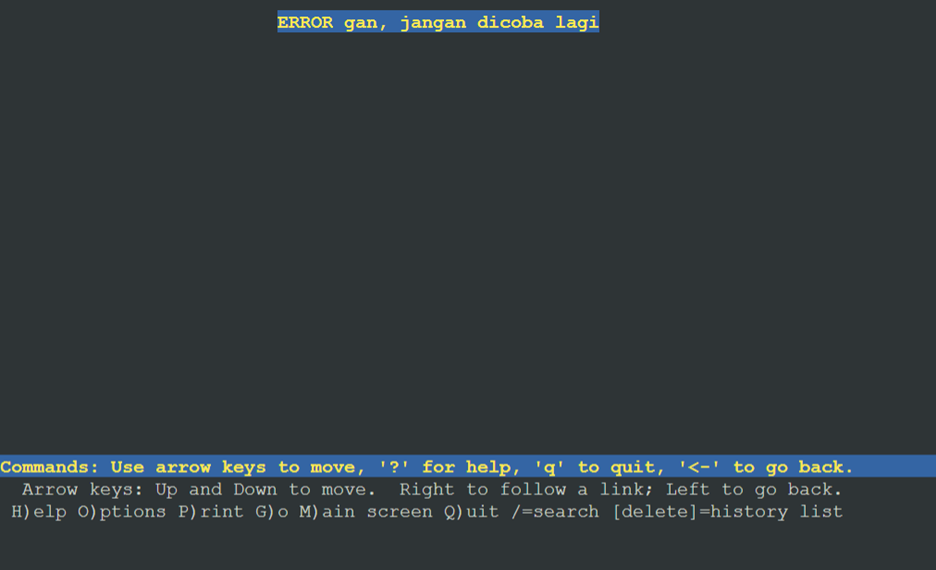 ERROR gan, jangan dicoba lagi
Commands: Use arrow keys to move, '?' for help, 'q' to quit, '<-' to go back.
Arrow keys: Up and Down to move.  Right to follow a link; Left to go back.
H)elp O)ptions P)rint G)o M)ain screen Q)uit /=search [delete]=history list